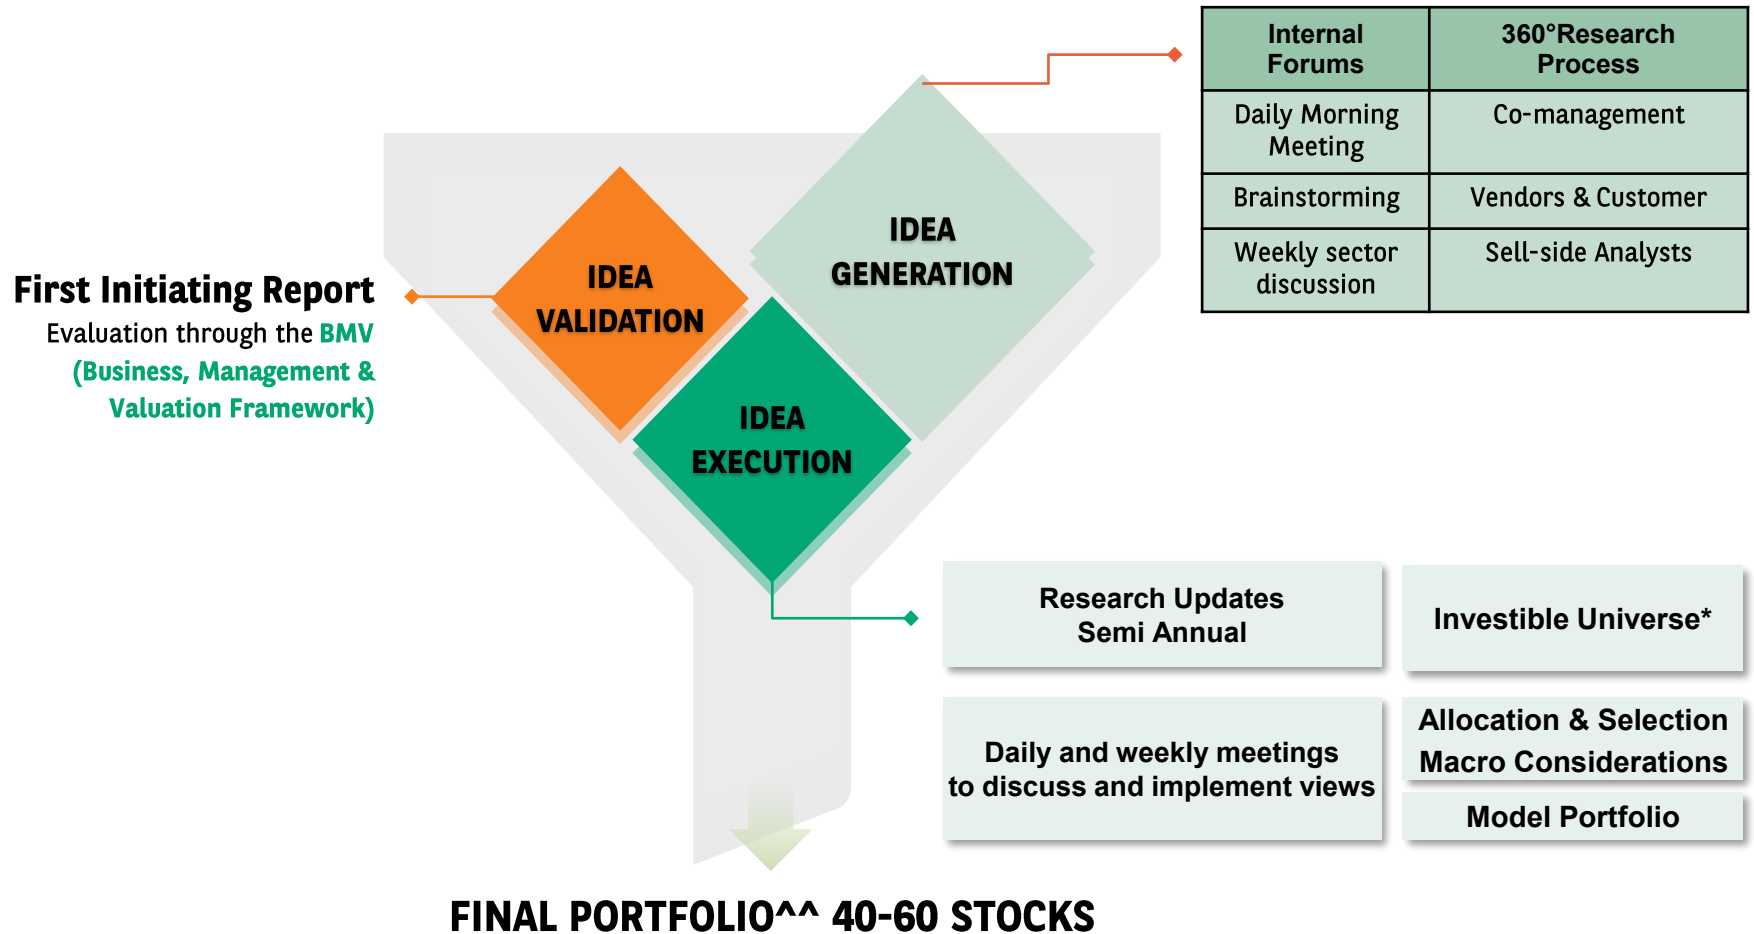 Internal
Forums
360°Research
Process
Daily Morning
Meeting
Co-management
Brainstorming
Vendors & Customer
Weekly sector
discussion
Sell-side Analysts
IDEA
GENERATION
IDEA
VALIDATION
First Initiating Report
Evaluation through the BMV
(Business, Management &
Valuation Framework)
IDEA
EXECUTION
Research Updates
Semi Annual
Investible Universe*
Daily and weekly meetings
to discuss and implement views
Allocation & Selection
Macro Considerations
Model Portfolio
FINAL PORTFOLIO^^ 40-60 STOCKS